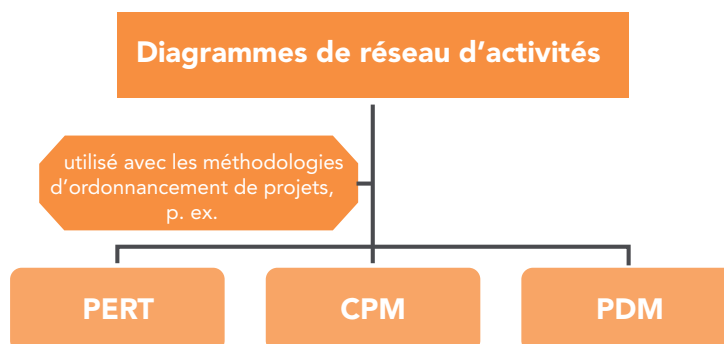 Diagrammes de réseau d’activités
utilisé avec les méthodologies
d’ordonnancement de projets,
p. ex.
PERT
CPM
PDM